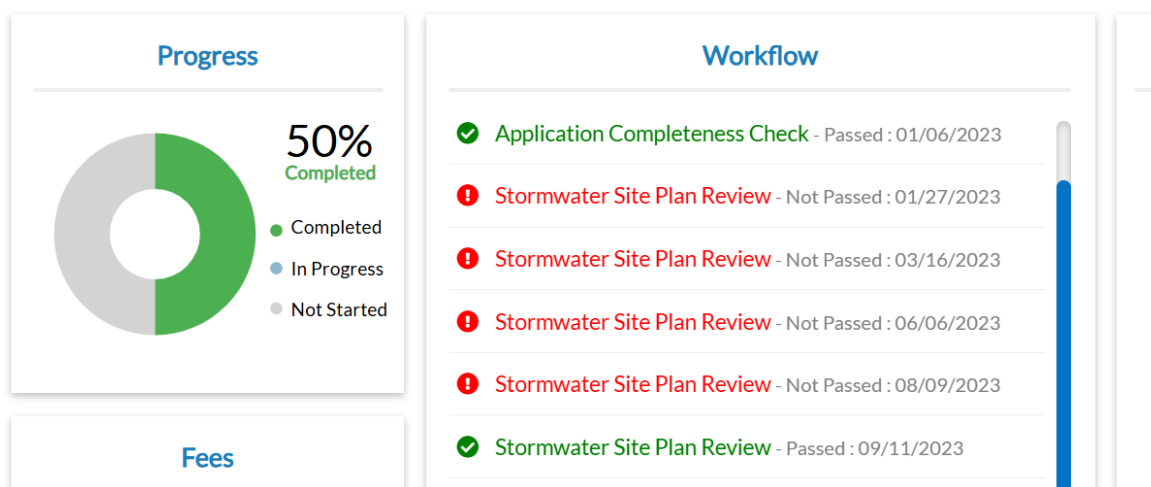 Progress
50%
Completed
Completed
In Progress
Not Started
Fees
Workflow
Application Completeness Check - Passed : 01/06/2023
Stormwater Site Plan Review - Not Passed : 01/27/2023
Stormwater Site Plan Review - Not Passed : 03/16/2023
Stormwater Site Plan Review - Not Passed : 06/06/2023
Stormwater Site Plan Review - Not Passed : 08/09/2023
Stormwater Site Plan Review - Passed : 09/11/2023